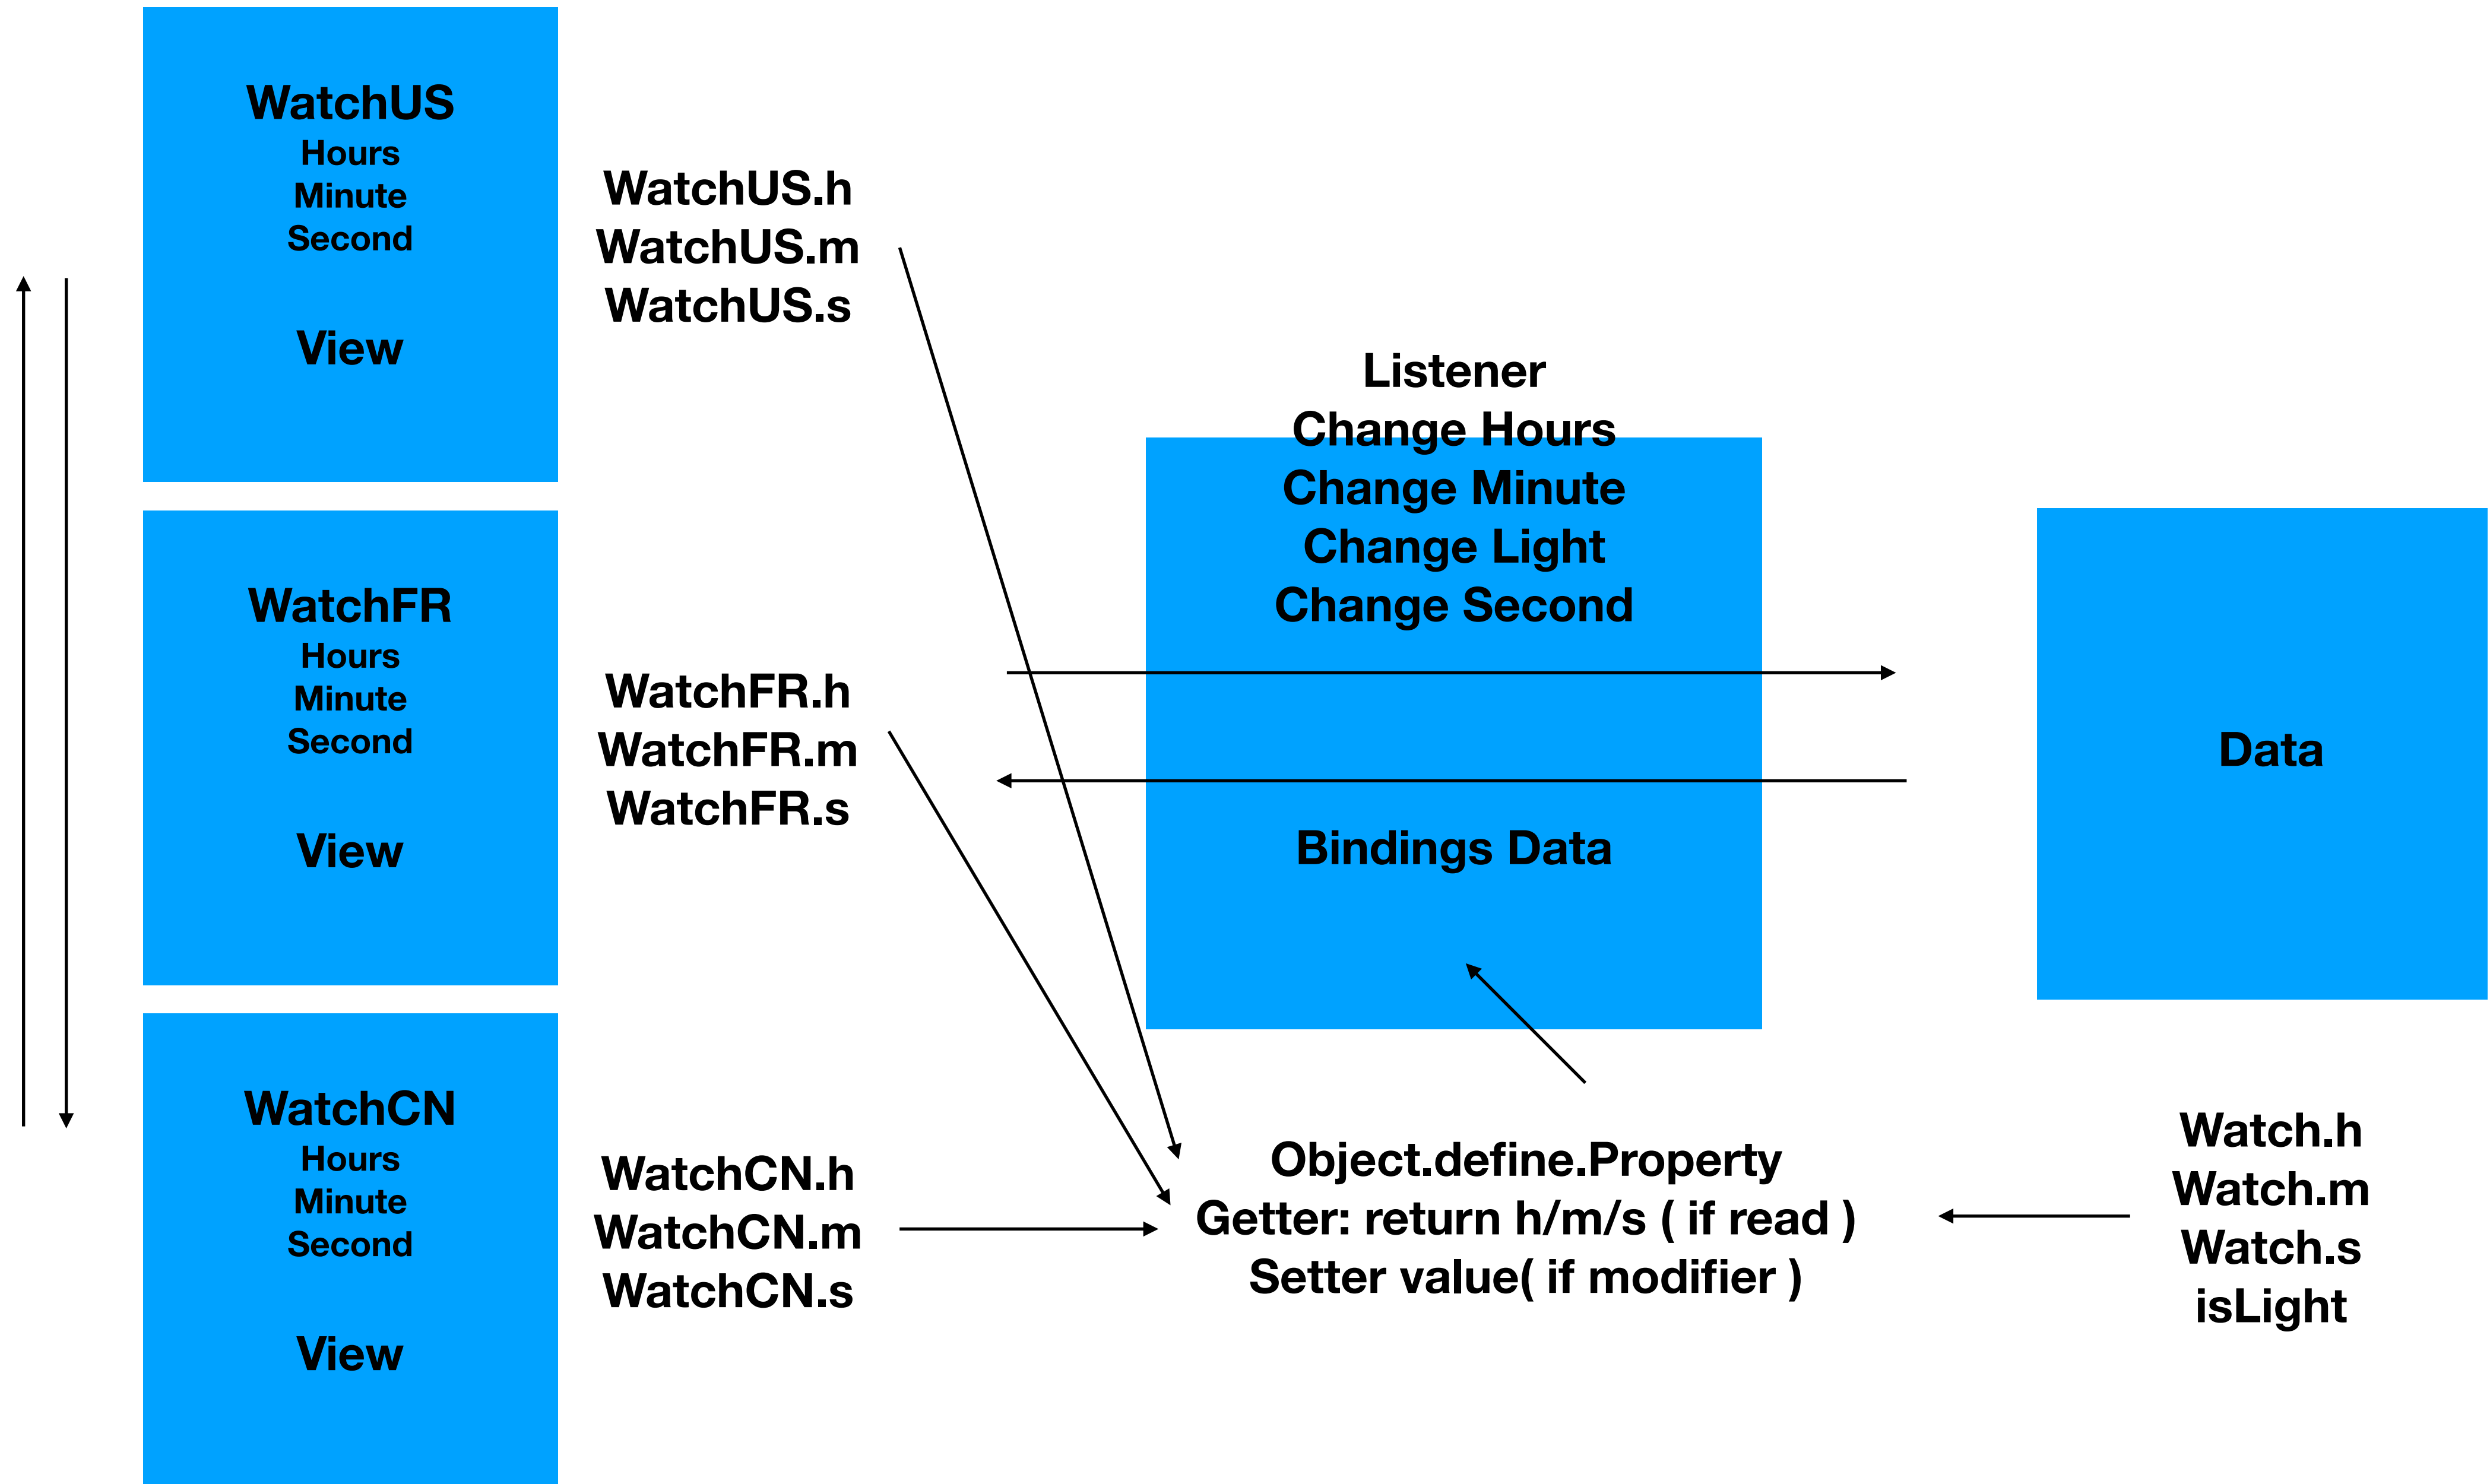 WatchUS
Hours
Minute
Second
View
WatchUS.h
WatchUS.m
WatchUS.s
WatchFR
Hours
Minute
Second
View
WatchFR.h
WatchFR.m
WatchFR.s
WatchCN
Hours
Minute
Second
View
WatchCN.h
WatchCN.m
WatchCN.s
Listener
Change Hours
Change Minute
Change Light
Change Second
Bindings Data
Object.define.Property
Getter: return h/m/s ( if read )
Setter value( if modifier )
Data
Watch.h
Watch.m
Watch.s
isLight